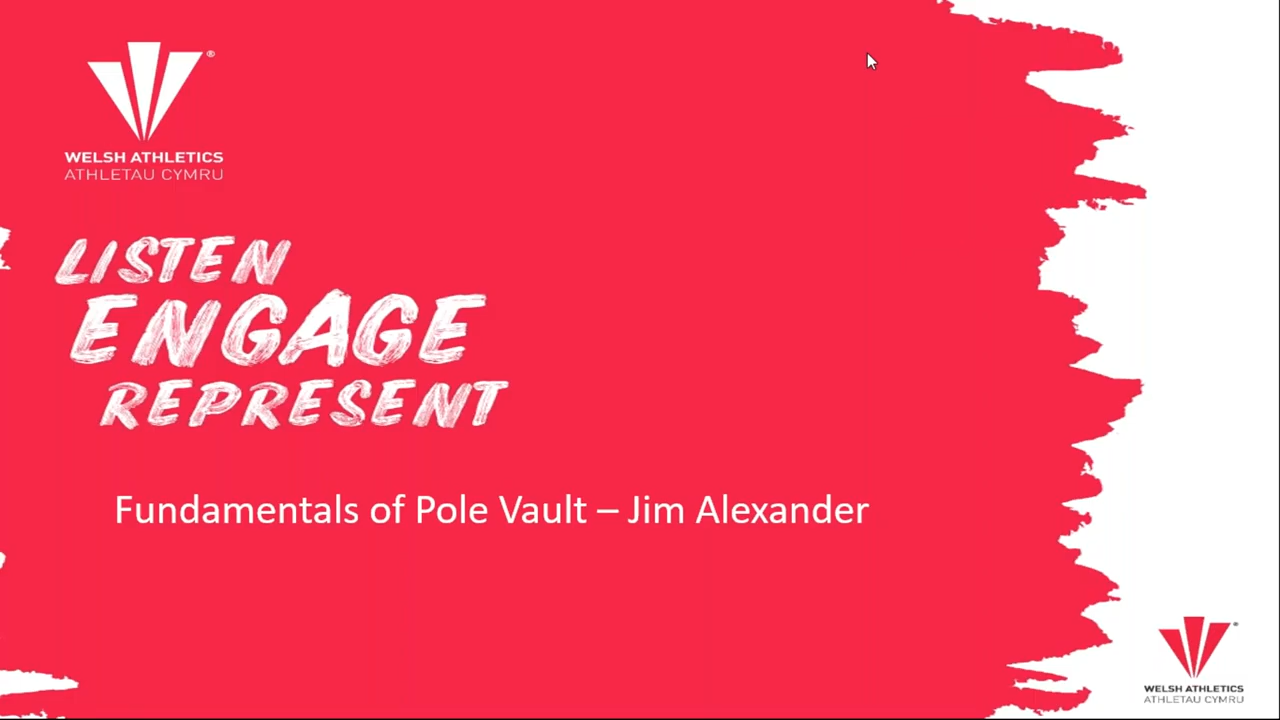 WELSH ATHLETICS
ATHLETAU CYMRU
LISTEN
ENGAGE
REPRESENT
Fundamentals of Pole Vault – Jim Alexander
WELSH ATHLETICS
ATHLETAU CYMRU